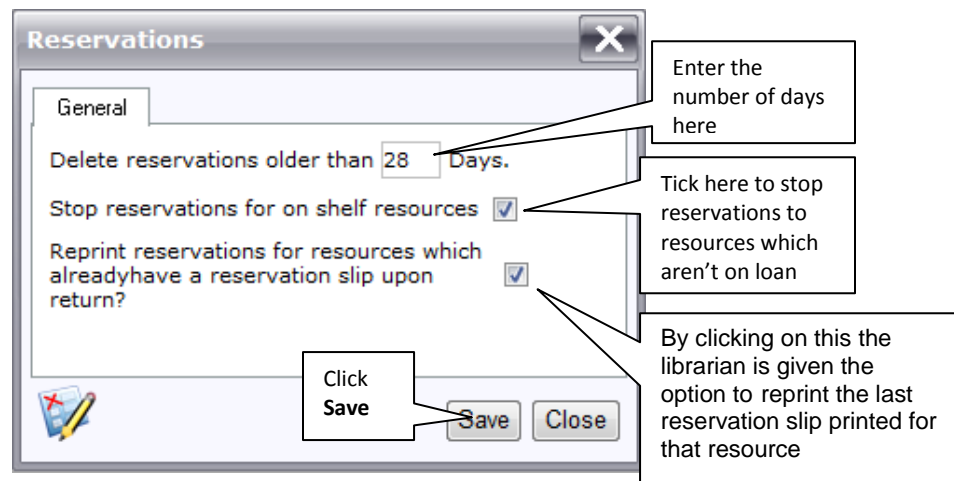 Reservations
General
Delete reservations older than 28 Days.
Stop reservations for on shelf resources
Reprint reservations for resources which
alreadyhave a reservation slip upon
return?
Save Close
Enter the
number of days
here
Tick here to stop
reservations to
resources which
aren't on loan
By clicking on this the
librarian is given the
option to reprint the last
reservation slip printed for
that resource
Click
Save